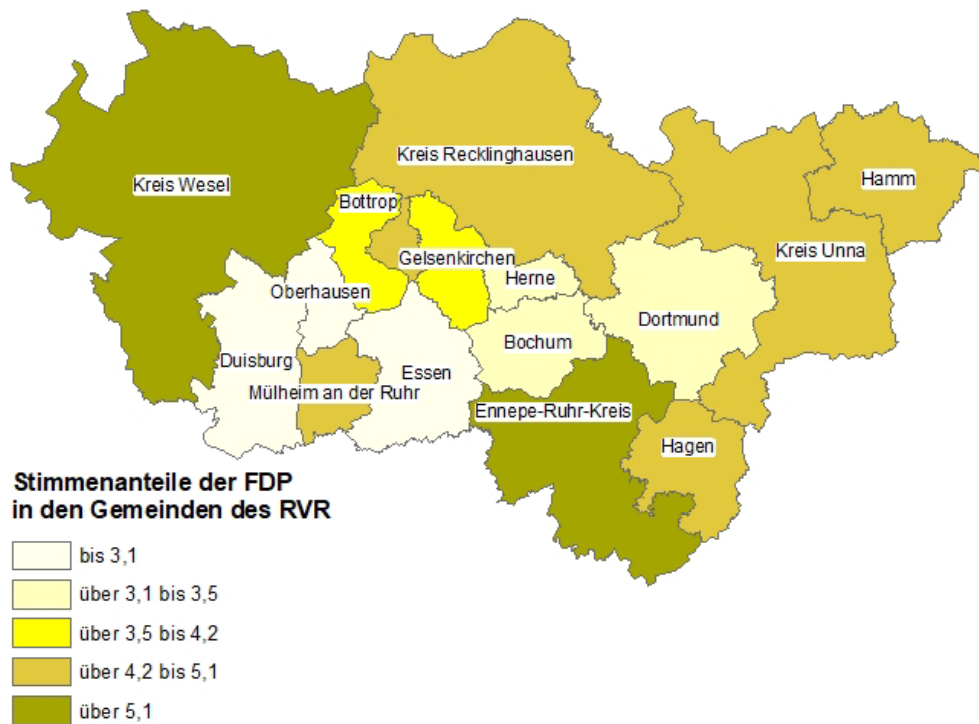 Kreis Recklinghausen
Hamm
Kreis Wesel
Bottrop
Kreis Unna
Gelsenkirchen
Herne
Oberhausen
Dortmund
Bochum
Duisburg
Essen
Mülheim an der Ruhr
Ennepe-Ruhr-Kreis
Hagen
Stimmenanteile der FDP
in den Gemeinden des RVR
bis 3,1
über 3,1 bis 3,5
über 3,5 bis 4,2
über 4,2 bis 5,1
über 5,1